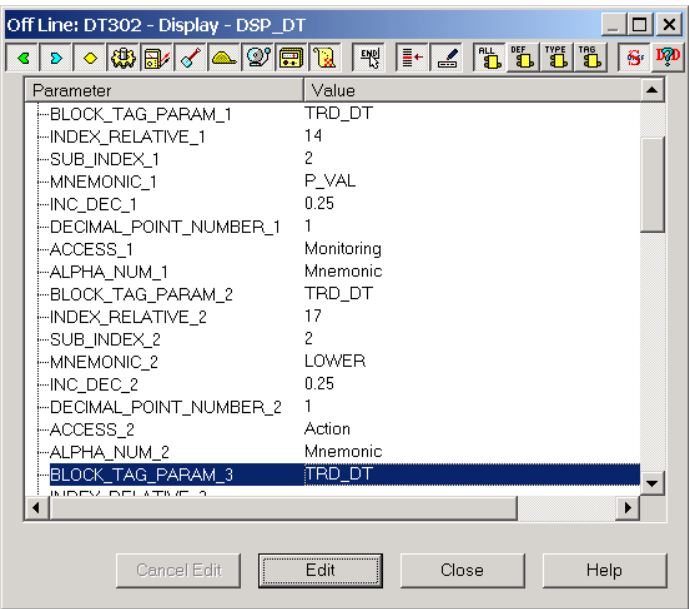 Off Line: DT302 - Display - DSP_DT
END
ALL DEF TYPE TAG
Parameter Value
BLOCK_TAG_PARAM_1 TRD_DT
INDEX_RELATIVE_1 14
SUB_INDEX_1 2
MNEMONIC_1 P_VAL
INC_DEC_1 0.25
DECIMAL_POINT_NUMBER_1 1
ACCESS_1 Monitoring
ALPHA_NUM_1 Mnemonic
BLOCK_TAG_PARAM_2 TRD_DT
INDEX_RELATIVE_2 17
SUB_INDEX_2 2
MNEMONIC_2 LOWER
INC_DEC_2 0.25
DECIMAL_POINT_NUMBER_2 1
ACCESS_2 Action
ALPHA_NUM_2 Mnemonic
BLOCK_TAG_PARAM_3 TRD_DT
Cancel Edit Edit Close Help